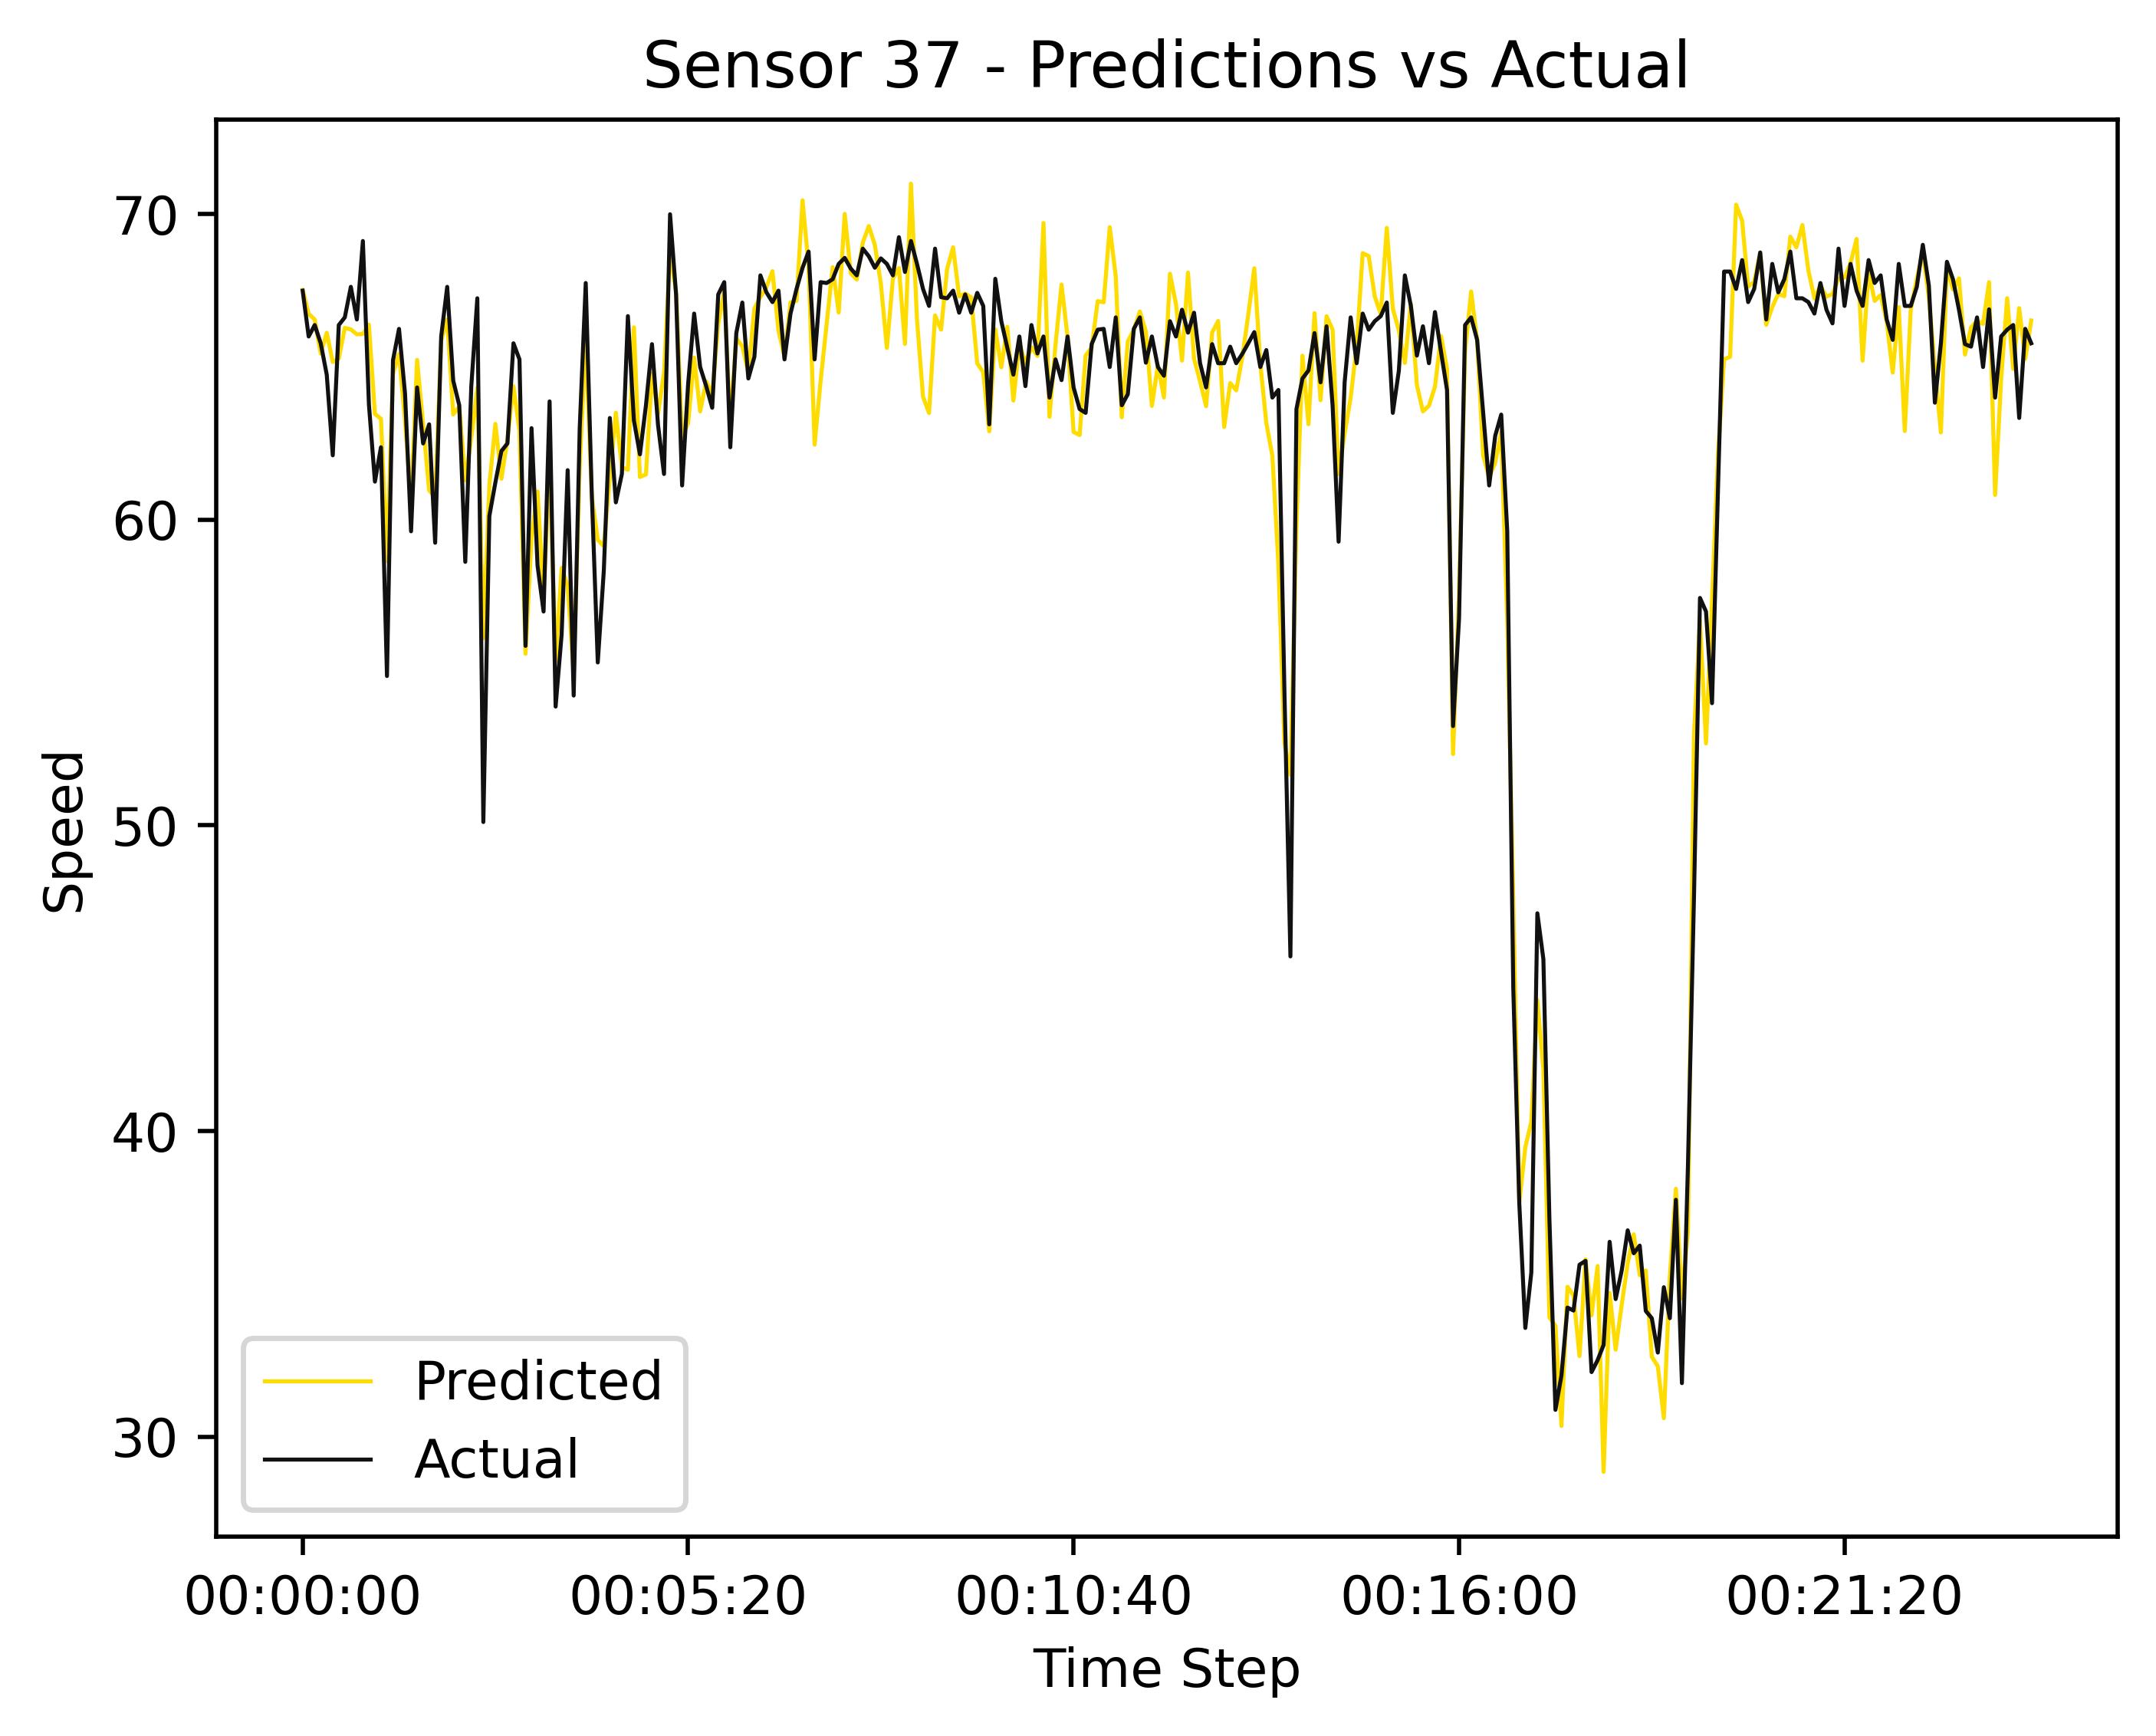 Sensor 37 - Predictions vs Actual
70
60
50
40
30
Speed
Predicted
Actual
00:00:00 00:05:20 00:10:40 00:16:00 00:21:20
Time Step